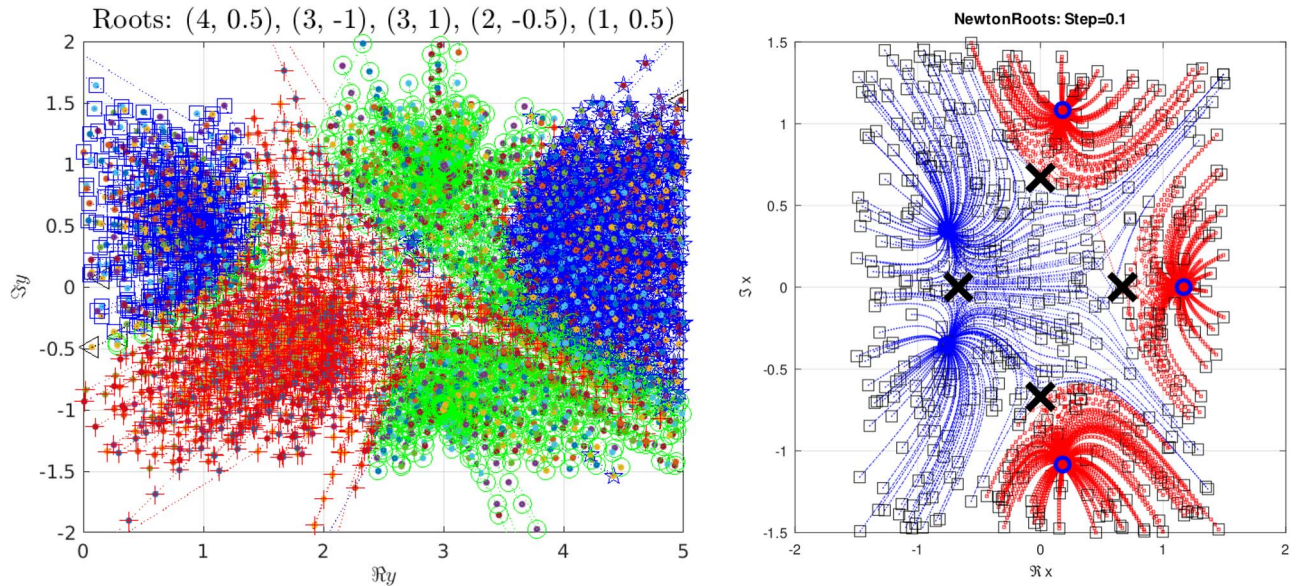 Roots: (4, 0.5), (3, -1), (3, 1), (2, -0.5), (1, 0.5)
2
1.5
1
0.5
0
-0.5
-1
-1.5
-2
ℑy
0 1 2 3 4 5
ℜy
NewtonRoots: Step=0.1
1.5
1
0.5
0
-0.5
-1
-1.5
ℑ x
-2 -1 0 1 2
ℜ x